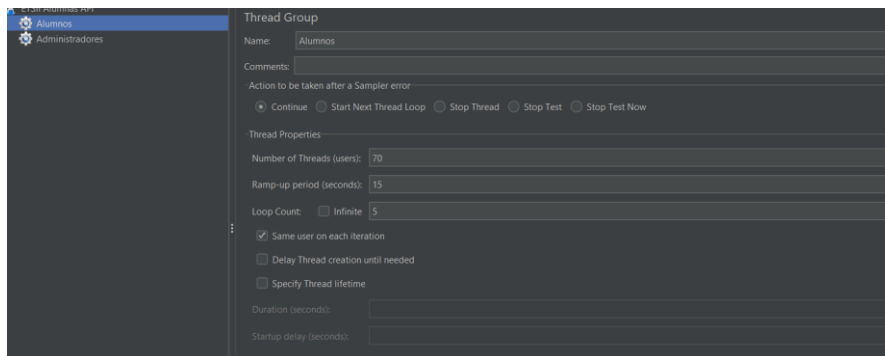 ETSII Alumnas API
Alumnos
Administradores
Thread Group
Name: Alumnos
Comments:
Action to be taken after a Sampler error
Continue Start Next Thread Loop Stop Thread Stop Test Stop Test Now
Thread Properties
Number of Threads (users): 70
Ramp-up period (seconds): 15
Loop Count: Infinite 5
Same user on each iteration
Delay Thread creation until needed
Specify Thread lifetime
Duration (seconds):
Startup delay (seconds):